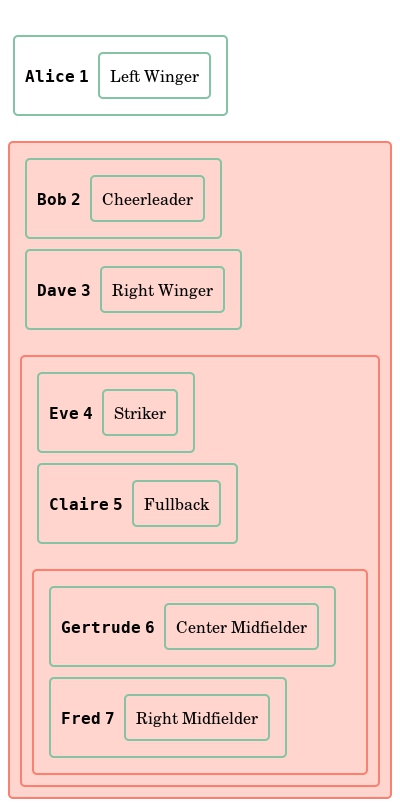 Alice 1 Left Winger
Bob 2 Cheerleader
Dave 3 Right Winger
Eve 4 Striker
Claire 5 Fullback
Gertrude 6 Center Midfielder
Fred 7 Right Midfielder